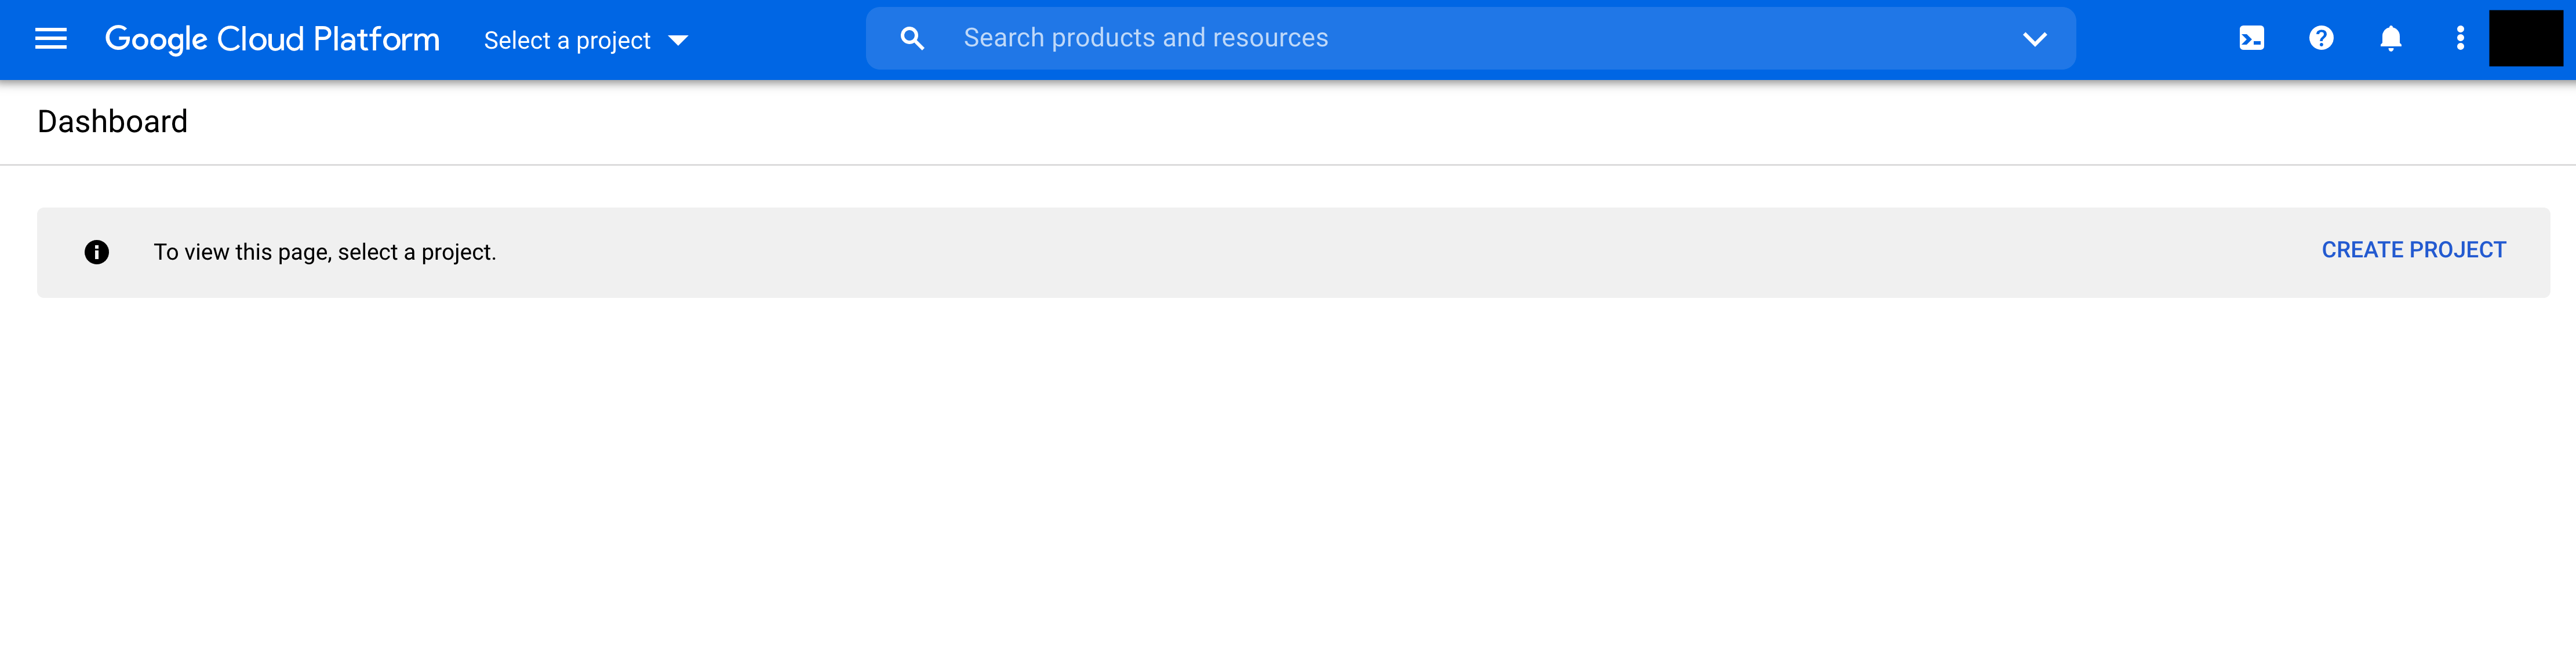 Google Cloud Platform
Select a project
Search products and resources
Dashboard
To view this page, select a project.
CREATE PROJECT